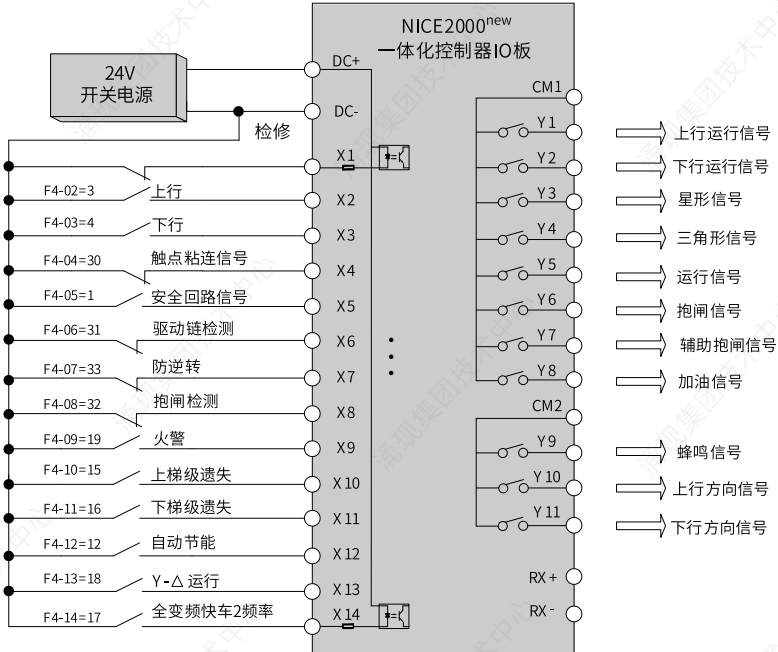 NICE2000new
一体化控制器IO板
24V
开关电源
DC+
DC-
检修
CM1
X1
Y1
上行运行信号
F4-02=3
上行
X2
Y2
下行运行信号
F4-03=4
下行
X3
Y3
星形信号
F4-04=30
触点粘连信号
X4
Y4
三角形信号
F4-05=1
安全回路信号
X5
Y5
运行信号
F4-06=31
驱动链检测
X6
Y6
抱闸信号
F4-07=33
防逆转
X7
Y7
辅助抱闸信号
F4-08=32
抱闸检测
X8
Y8
加油信号
CM2
F4-09=19
火警
X9
Y9
蜂鸣信号
F4-10=15
上梯级遗失
X10
Y10
上行方向信号
F4-11=16
下梯级遗失
X11
Y11
下行方向信号
F4-12=12
自动节能
X12
F4-13=18
Y-△运行
X13
RX+
F4-14=17
全变频快车2频率
X14
RX-
涌现集团技术中心